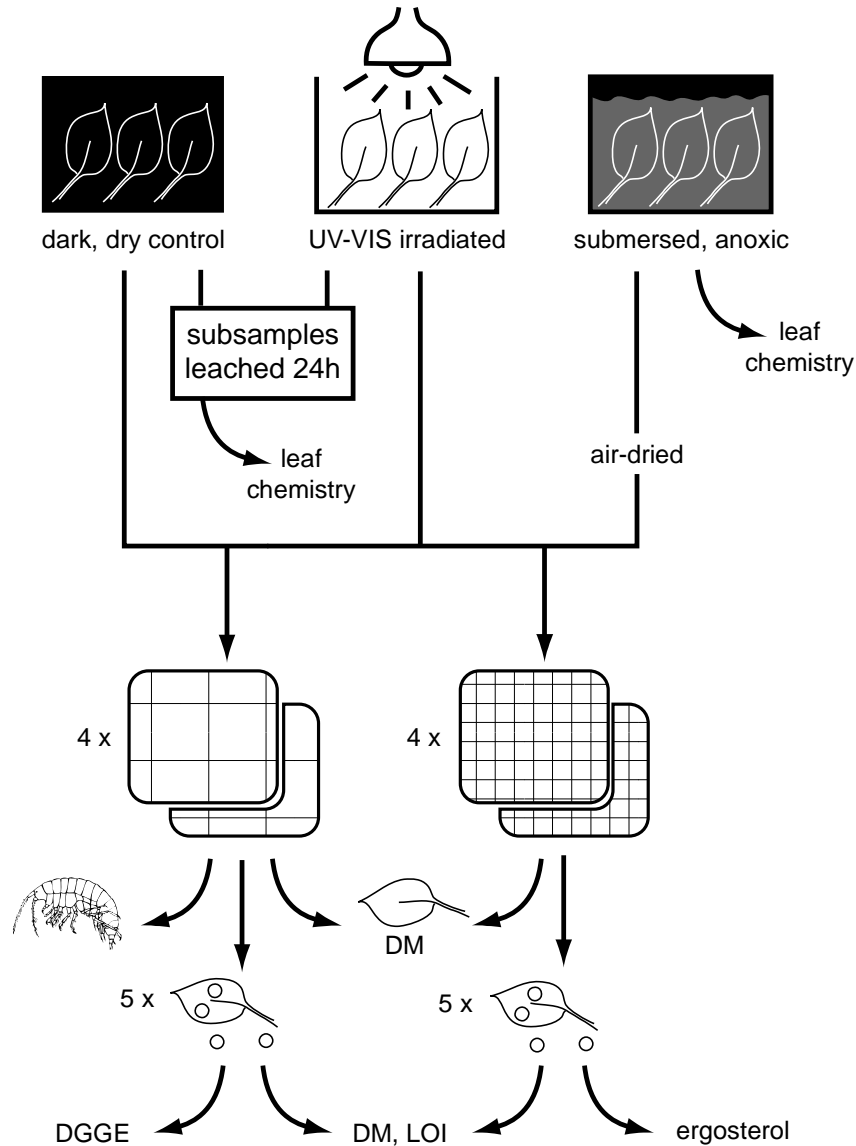 dark, dry control
UV-VIS irradiated
submersed, anoxic
subsamples
leached 24h
leaf
chemistry
leaf
chemistry
air-dried
4 x
4 x
DM
5 x
5 x
DGGE
DM, LOI
ergosterol